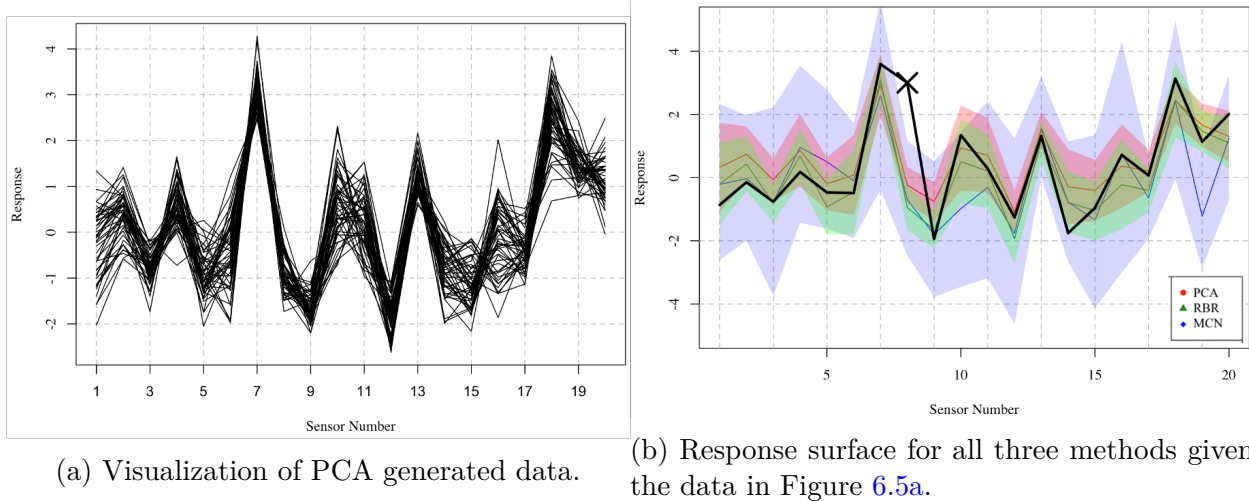 4
3
2
1
0
-1
-2
Response
1
3
5
7
9
11
13
15
17
19
Sensor Number
(a) Visualization of PCA generated data.
4
2
0
-2
-4
Response
PCA
RBR
MCN
5
10
15
20
Sensor Number
(b) Response surface for all three methods given
the data in Figure 6.5a.